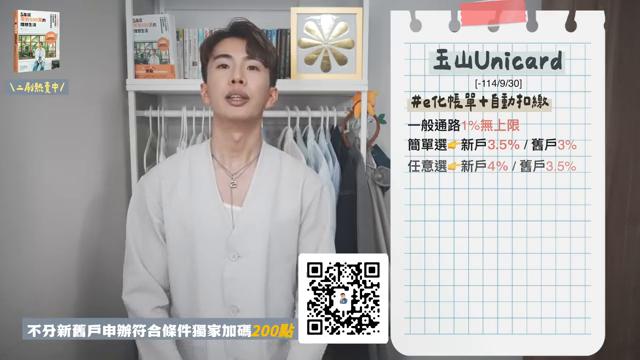 \二刷熱賣中/
玉山Unicard
[-114/9/30]
#e化帳單+自動扣繳
一般通路1%無上限
簡單選👉新戶3.5% / 舊戶3%
任意選👉新戶4% / 舊戶3.5%
不分新舊戶申辦符合條件獨家加碼200點